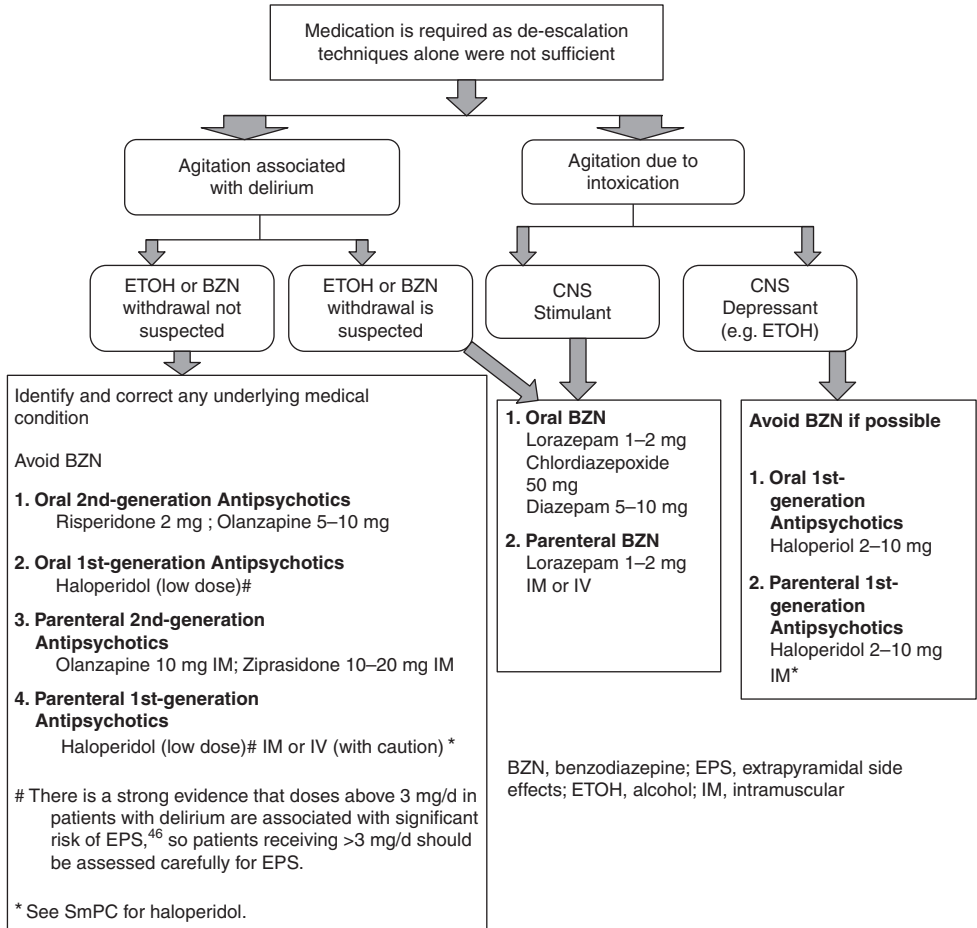 Medication is required as de-escalation
techniques alone were not sufficient
Agitation associated
with delirium
Agitation due to
intoxication
ETOH or BZN
withdrawal not
suspected
ETOH or BZN
withdrawal is
suspected
CNS
Stimulant
CNS
Depressant
(e.g. ETOH)
Identify and correct any underlying medical
condition
Avoid BZN
1. Oral 2nd-generation Antipsychotics
Risperidone 2 mg ; Olanzapine 5–10 mg
2. Oral 1st-generation Antipsychotics
Haloperidol (low dose)#
3. Parenteral 2nd-generation
Antipsychotics
Olanzapine 10 mg IM; Ziprasidone 10–20 mg IM
4. Parenteral 1st-generation
Antipsychotics
Haloperidol (low dose)# IM or IV (with caution) *
# There is a strong evidence that doses above 3 mg/d in
patients with delirium are associated with significant
risk of EPS,46 so patients receiving >3 mg/d should
be assessed carefully for EPS.
* See SmPC for haloperidol.
1. Oral BZN
Lorazepam 1–2 mg
Chlordiazepoxide
50 mg
Diazepam 5–10 mg
2. Parenteral BZN
Lorazepam 1–2 mg
IM or IV
Avoid BZN if possible
1. Oral 1st-
generation
Antipsychotics
Haloperiol 2–10 mg
2. Parenteral 1st-
generation
Antipsychotics
Haloperidol 2–10 mg
IM*
BZN, benzodiazepine; EPS, extrapyramidal side
effects; ETOH, alcohol; IM, intramuscular